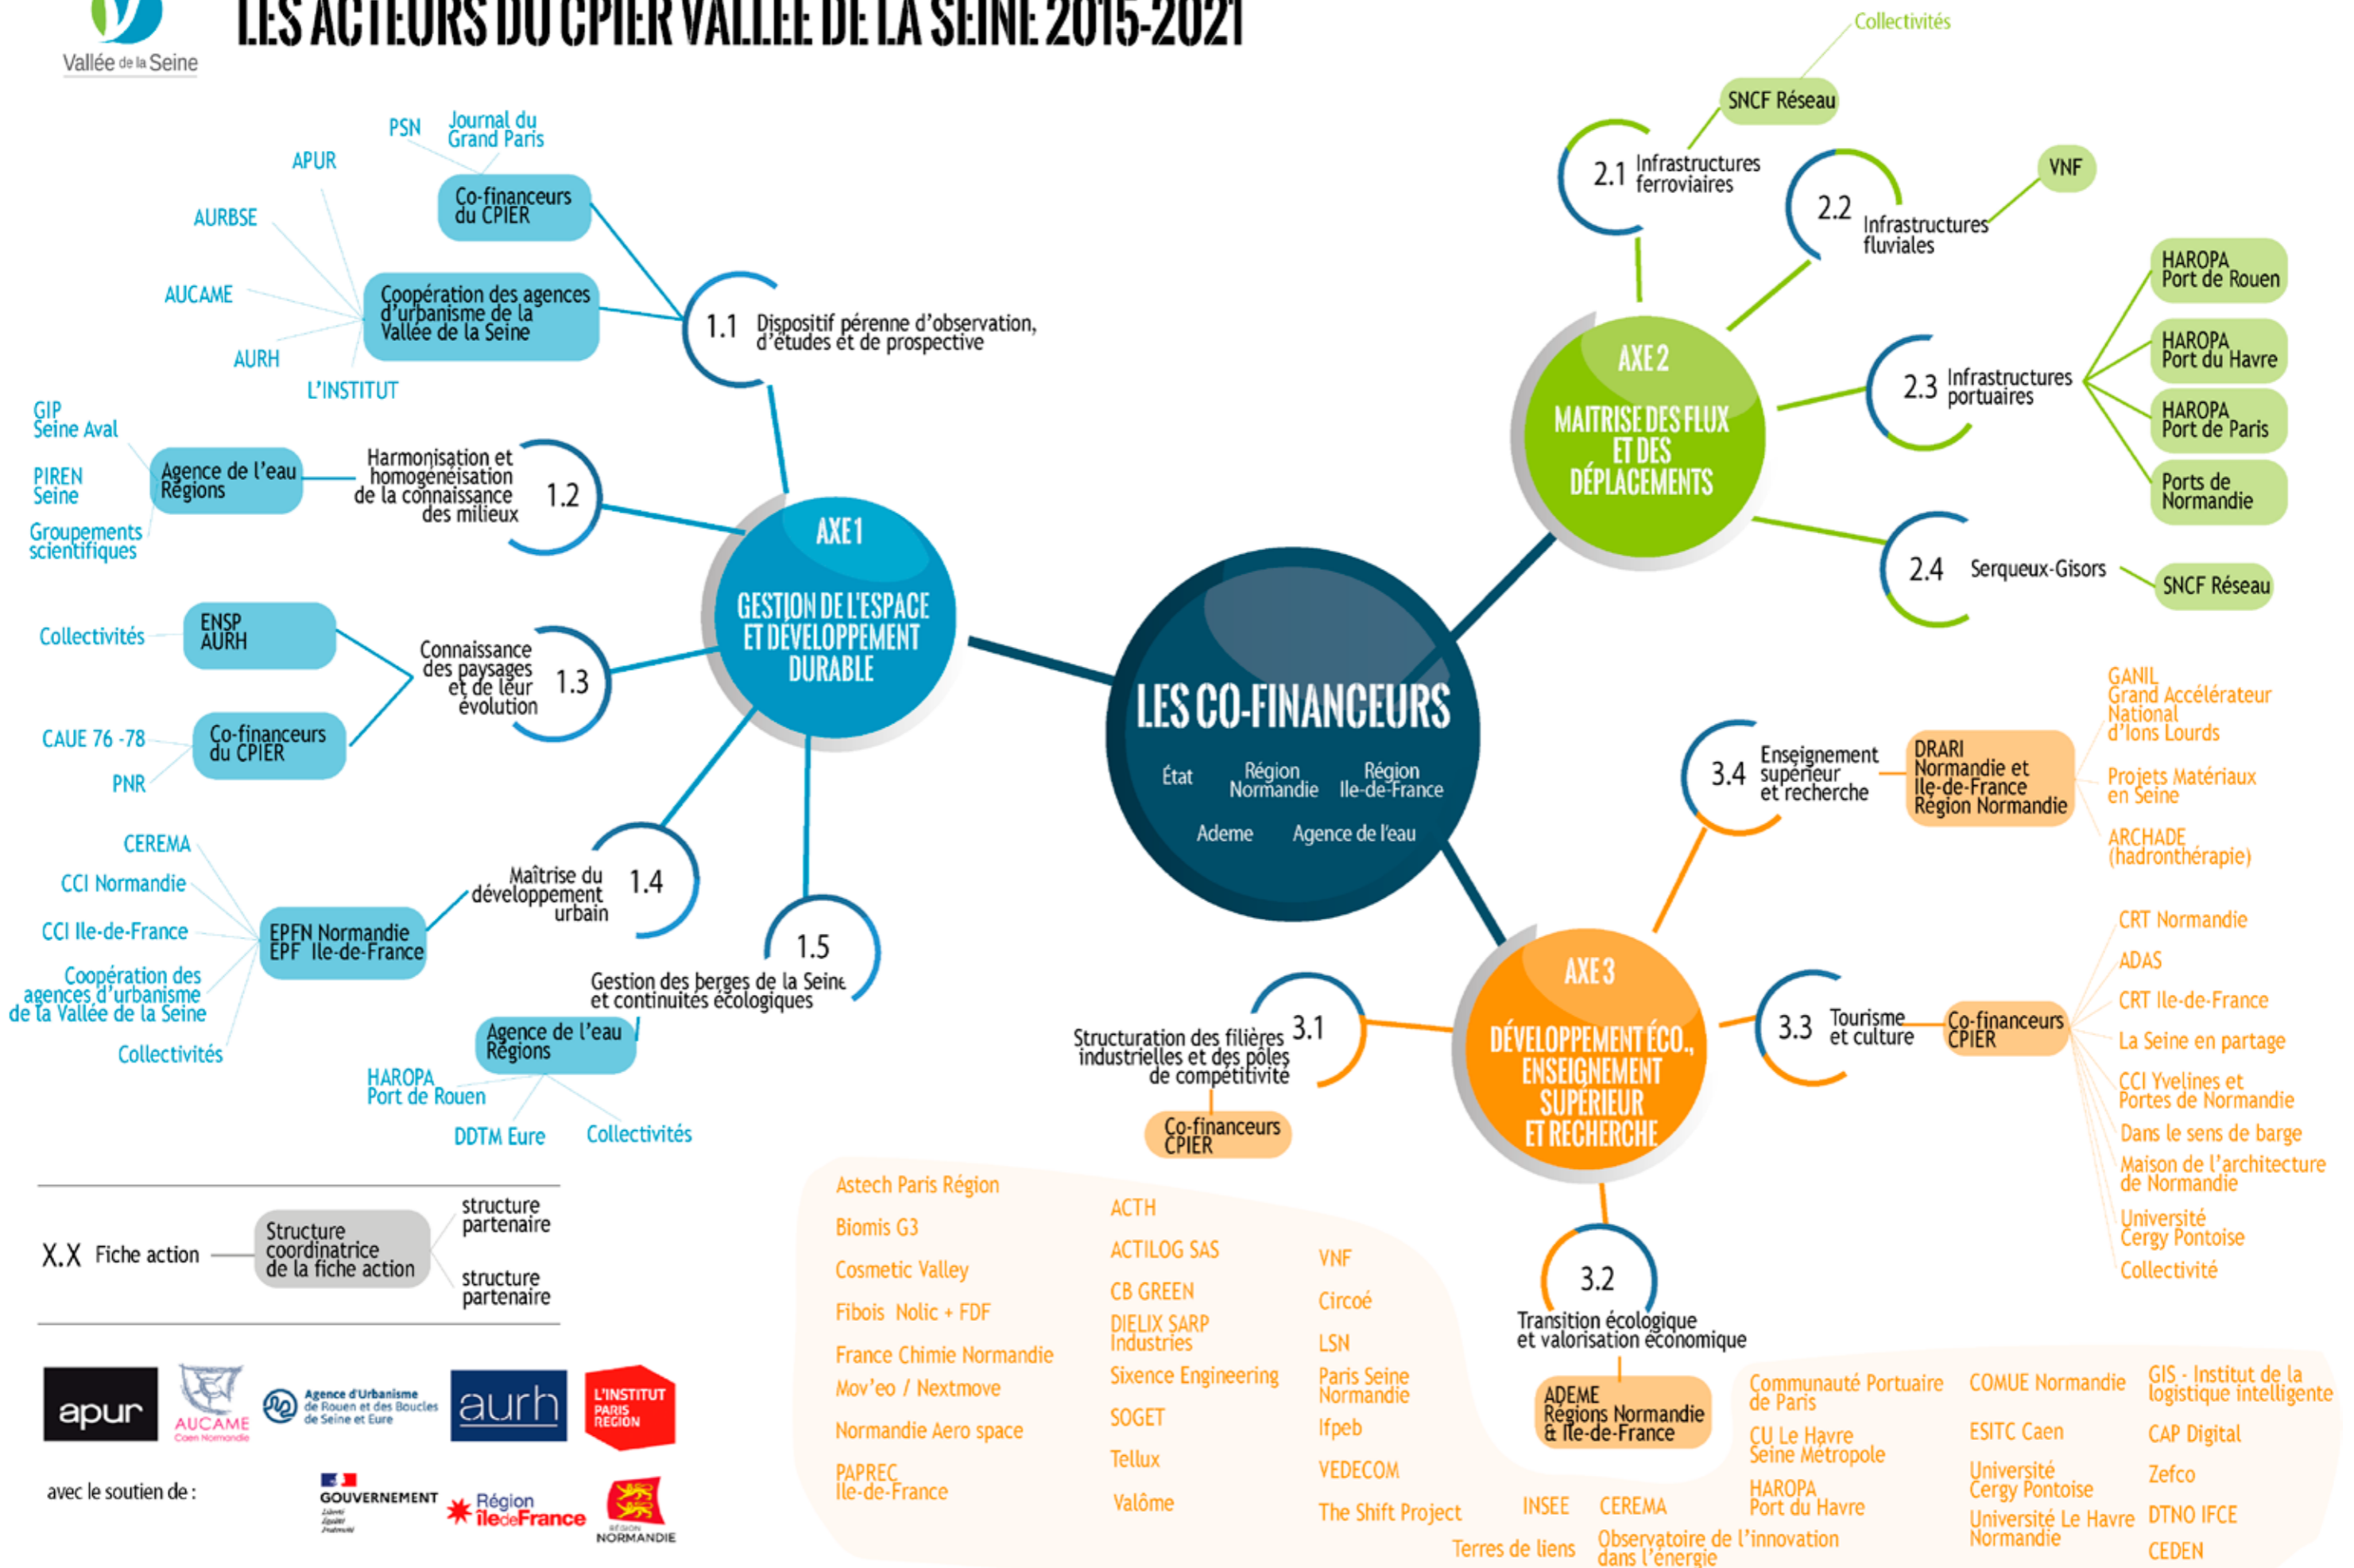 LES ACTEURS DU CPIER VALLÉE DE LA SEINE 2015-2021
Vallée de la Seine
PSN
Journal du
Grand Paris
APUR
AURBSE
AUCAME
AURH
L'INSTITUT
Co-financeurs
du CPIER
Coopération des agences
d'urbanisme de la
Vallée de la Seine
1.1
Dispositif pérenne d'observation,
d'études et de prospective
GIP
Seine Aval
PIREN
Seine
Groupements
scientifiques
Agence de l'eau
Régions
Harmonisation et
homogénéisation
de la connaissance
des milieux
1.2
Collectivités
ENSP
AURH
CAUE 76 -78
PNR
Co-financeurs
du CPIER
Connaissance
des paysages
et de leur
évolution
1.3
CEREMA
CCI Normandie
CCI Ile-de-France
Coopération des
agences d'urbanisme
de la Vallée de la Seine
Collectivités
EPFN Normandie
EPF Ile-de-France
Maîtrise du
développement
urbain
1.4
1.5
Gestion des berges de la Seine
et continuités écologiques
Agence de l'eau
Régions
HAROPA
Port de Rouen
DDTM Eure
Collectivités
AXE 1
GESTION DE L'ESPACE
ET DÉVELOPPEMENT
DURABLE
LES CO-FINANCEURS
État
Région
Normandie
Région
Ile-de-France
Ademe
Agence de l'eau
AXE 2
MAITRISE DES FLUX
ET DES
DÉPLACEMENTS
Collectivités
SNCF Réseau
2.1
Infrastructures
ferroviaires
2.2
Infrastructures
fluviales
VNF
2.3
Infrastructures
portuaires
HAROPA
Port de Rouen
HAROPA
Port du Havre
HAROPA
Port de Paris
Ports de
Normandie
2.4
Serqueux-Gisors
SNCF Réseau
AXE 3
DÉVELOPPEMENT ÉCO.,
ENSEIGNEMENT
SUPÉRIEUR
ET RECHERCHE
3.4
Enseignement
supérieur
et recherche
DRARI
Normandie et
Ile-de-France
Région Normandie
GANIL
Grand Accélérateur
National
d'Ions Lourds
Projets Matériaux
en Seine
ARCHADE
(hadronthérapie)
3.3
Tourisme
et culture
Co-financeurs
CPIER
CRT Normandie
ADAS
CRT Ile-de-France
La Seine en partage
CCI Yvelines et
Portes de Normandie
Dans le sens de barge
Maison de l'architecture
de Normandie
Université
Cergy Pontoise
Collectivité
3.1
Structuration des filières
industrielles et des pôles
de compétitivité
Co-financeurs
CPIER
Astech Paris Région
Biomis G3
Cosmetic Valley
Fibois Nolic + FDF
France Chimie Normandie
Mov'eo / Nextmove
Normandie Aero space
PAPREC
Ile-de-France
ACTH
ACTILOG SAS
CB GREEN
DIELIX SARP
Industries
Sixence Engineering
SOGET
Tellux
Valôme
VNF
Circoé
LSN
Paris Seine
Normandie
Ifpeb
VEDECOM
The Shift Project
3.2
Transition écologique
et valorisation économique
ADEME
Régions Normandie
& Ile-de-France
INSEE
CEREMA
Terres de liens
Observatoire de l'innovation
dans l'énergie
Communauté Portuaire
de Paris
CU Le Havre
Seine Métropole
HAROPA
Port du Havre
COMUE Normandie
ESITC Caen
Université
Cergy Pontoise
Université Le Havre
Normandie
GIS - Institut de la
logistique intelligente
CAP Digital
Zefco
DTNO IFCE
CEDEN
X.X Fiche action
Structure
coordinatrice
de la fiche action
structure
partenaire
structure
partenaire
apur
AUCAME
Caen Normandie
Agence d'Urbanisme
de Rouen et des Boucles
de Seine et Eure
aurh
L'INSTITUT
PARIS
REGION
avec le soutien de :
GOUVERNEMENT
Liberté
Égalité
Fraternité
Région
îledeFrance
RÉGION
NORMANDIE